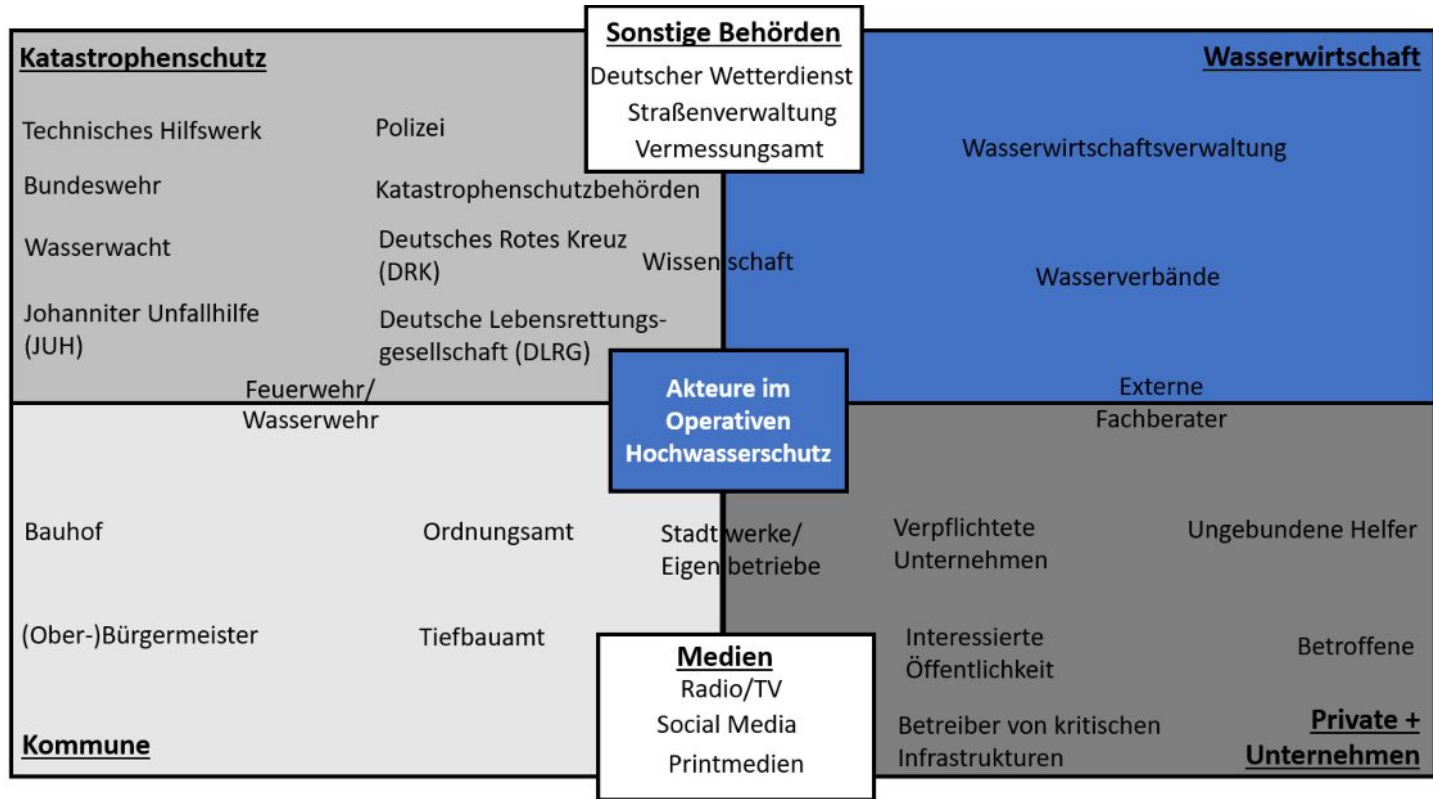 Sonstige Behörden
Deutscher Wetterdienst
Straßenverwaltung
Vermessungsamt
Katastrophenschutz
Technisches Hilfswerk
Bundeswehr
Wasserwacht
Johanniter Unfallhilfe
(JUH)
Polizei
Katastrophenschutzbehörden
Deutsches Rotes Kreuz
(DRK)
Deutsche Lebensrettungs-
gesellschaft (DLRG)
Wissenschaft
Wasserwirtschaft
Wasserwirtschaftsverwaltung
Wasserverbände
Feuerwehr/
Wasserwehr
Akteure im
Operativen
Hochwasserschutz
Externe
Fachberater
Bauhof
Ordnungsamt
(Ober-)Bürgermeister
Tiefbauamt
Kommune
Stadtwerke/
Eigenbetriebe
Medien
Radio/TV
Social Media
Printmedien
Verpflichtete
Unternehmen
Ungebundene Helfer
Interessierte
Öffentlichkeit
Betroffene
Betreiber von kritischen
Infrastrukturen
Private +
Unternehmen